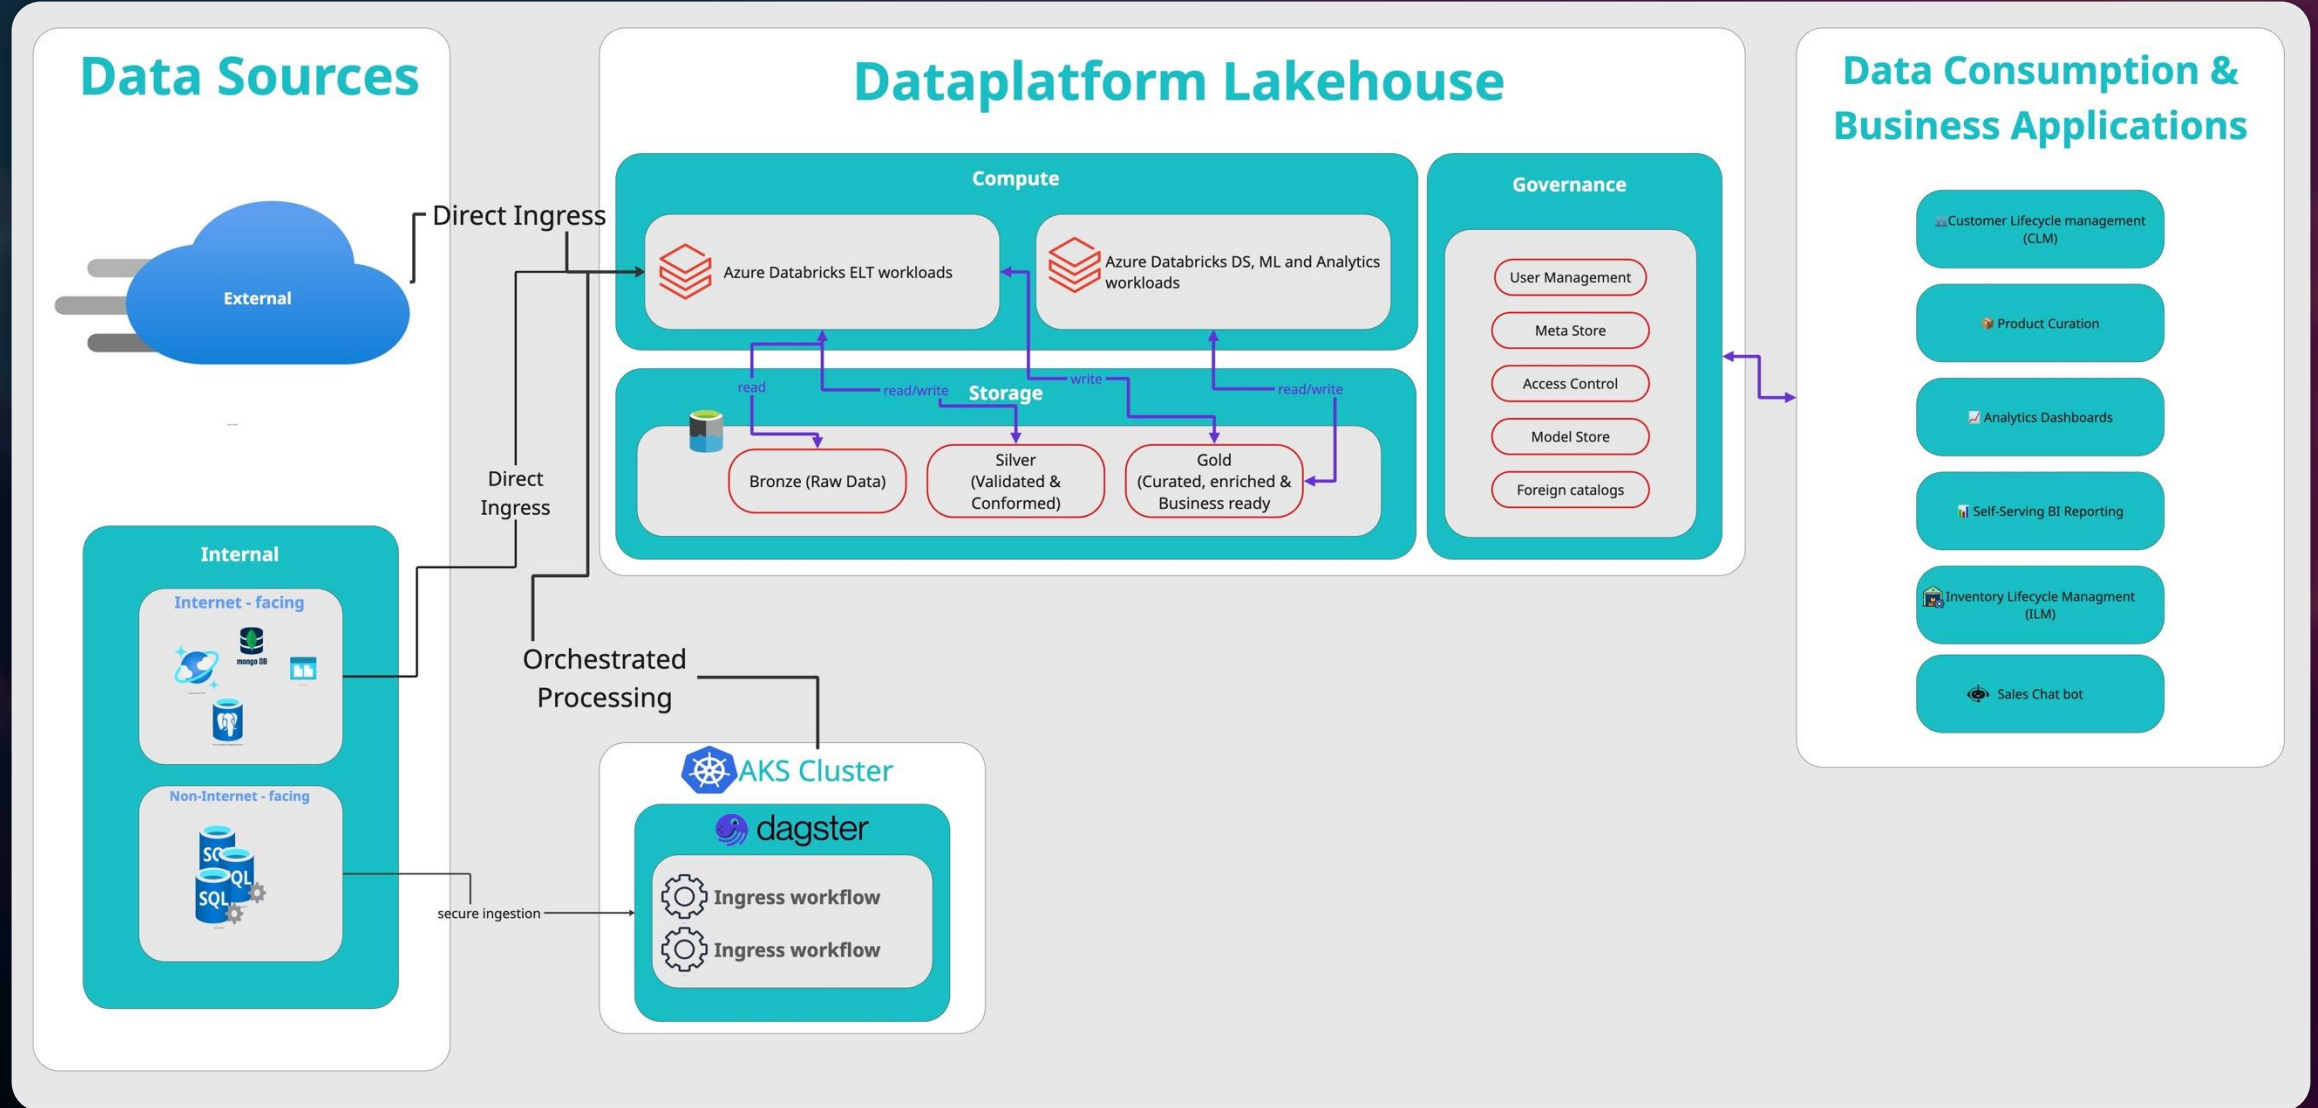 Data Sources
External
Direct Ingress
Direct
Ingress
Internal
Internet - facing
mongo DB
Non-Internet - facing
SQL
QL
SQL
secure ingestion
Orchestrated
Processing
AKS Cluster
dagster
Ingress workflow
Ingress workflow
Dataplatform Lakehouse
Compute
Azure Databricks ELT workloads
Azure Databricks DS, ML and Analytics
workloads
read
read/write
write
read/write
Storage
Bronze (Raw Data)
Silver
(Validated &
Conformed)
Gold
(Curated, enriched &
Business ready
Governance
User Management
Meta Store
Access Control
Model Store
Foreign catalogs
Data Consumption &
Business Applications
Customer Lifecycle management
(CLM)
Product Curation
Analytics Dashboards
Self-Serving BI Reporting
Inventory Lifecycle Managment
(ILM)
Sales Chat bot